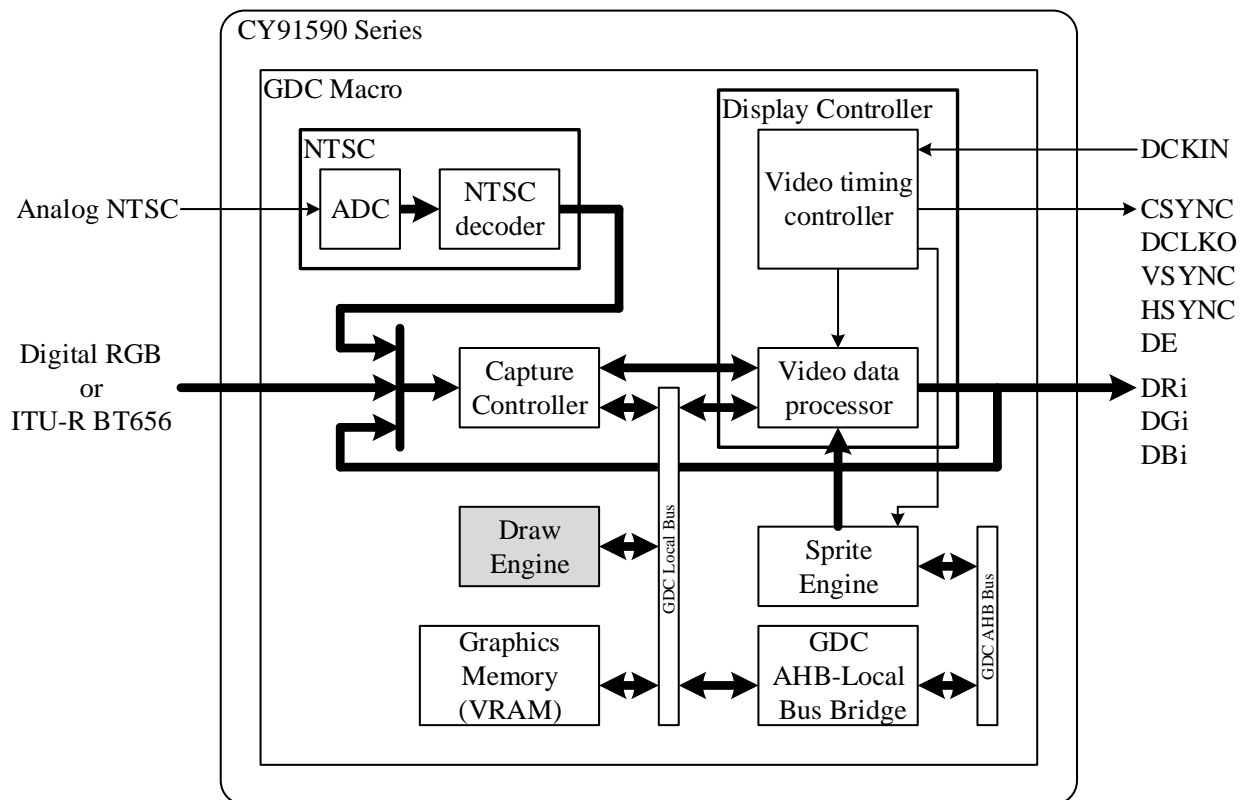 CY91590 Series
GDC Macro
NTSC
ADC
NTSC
decoder
Display Controller
Video timing
controller
DCKIN
Analog NTSC
CSYNC
DCLKO
VSYNC
HSYNC
DE
Digital RGB
or
ITU-R BT656
Capture
Controller
Video data
processor
DRi
DGi
DBi
Draw
Engine
GDC Local Bus
Sprite
Engine
GDC AHB Bus
Graphics
Memory
(VRAM)
GDC
AHB-Local
Bus Bridge